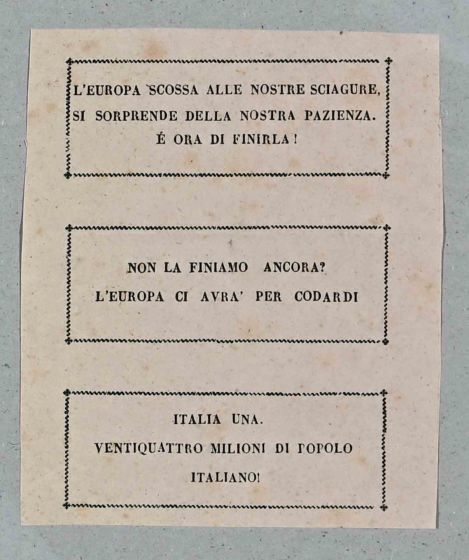 L'EUROPA SCOSSA ALLE NOSTRE SCIAGURE,
SI SORPRENDE DELLA NOSTRA PAZIENZA.
É ORA DI FINIRLA!
NON LA FINIAMO ANCORA?
L'EUROPA CI AVRA' PER CODARDI
ITALIA UNA.
VENTIQUATTRO MILIONI DI POPOLO
ITALIANO!